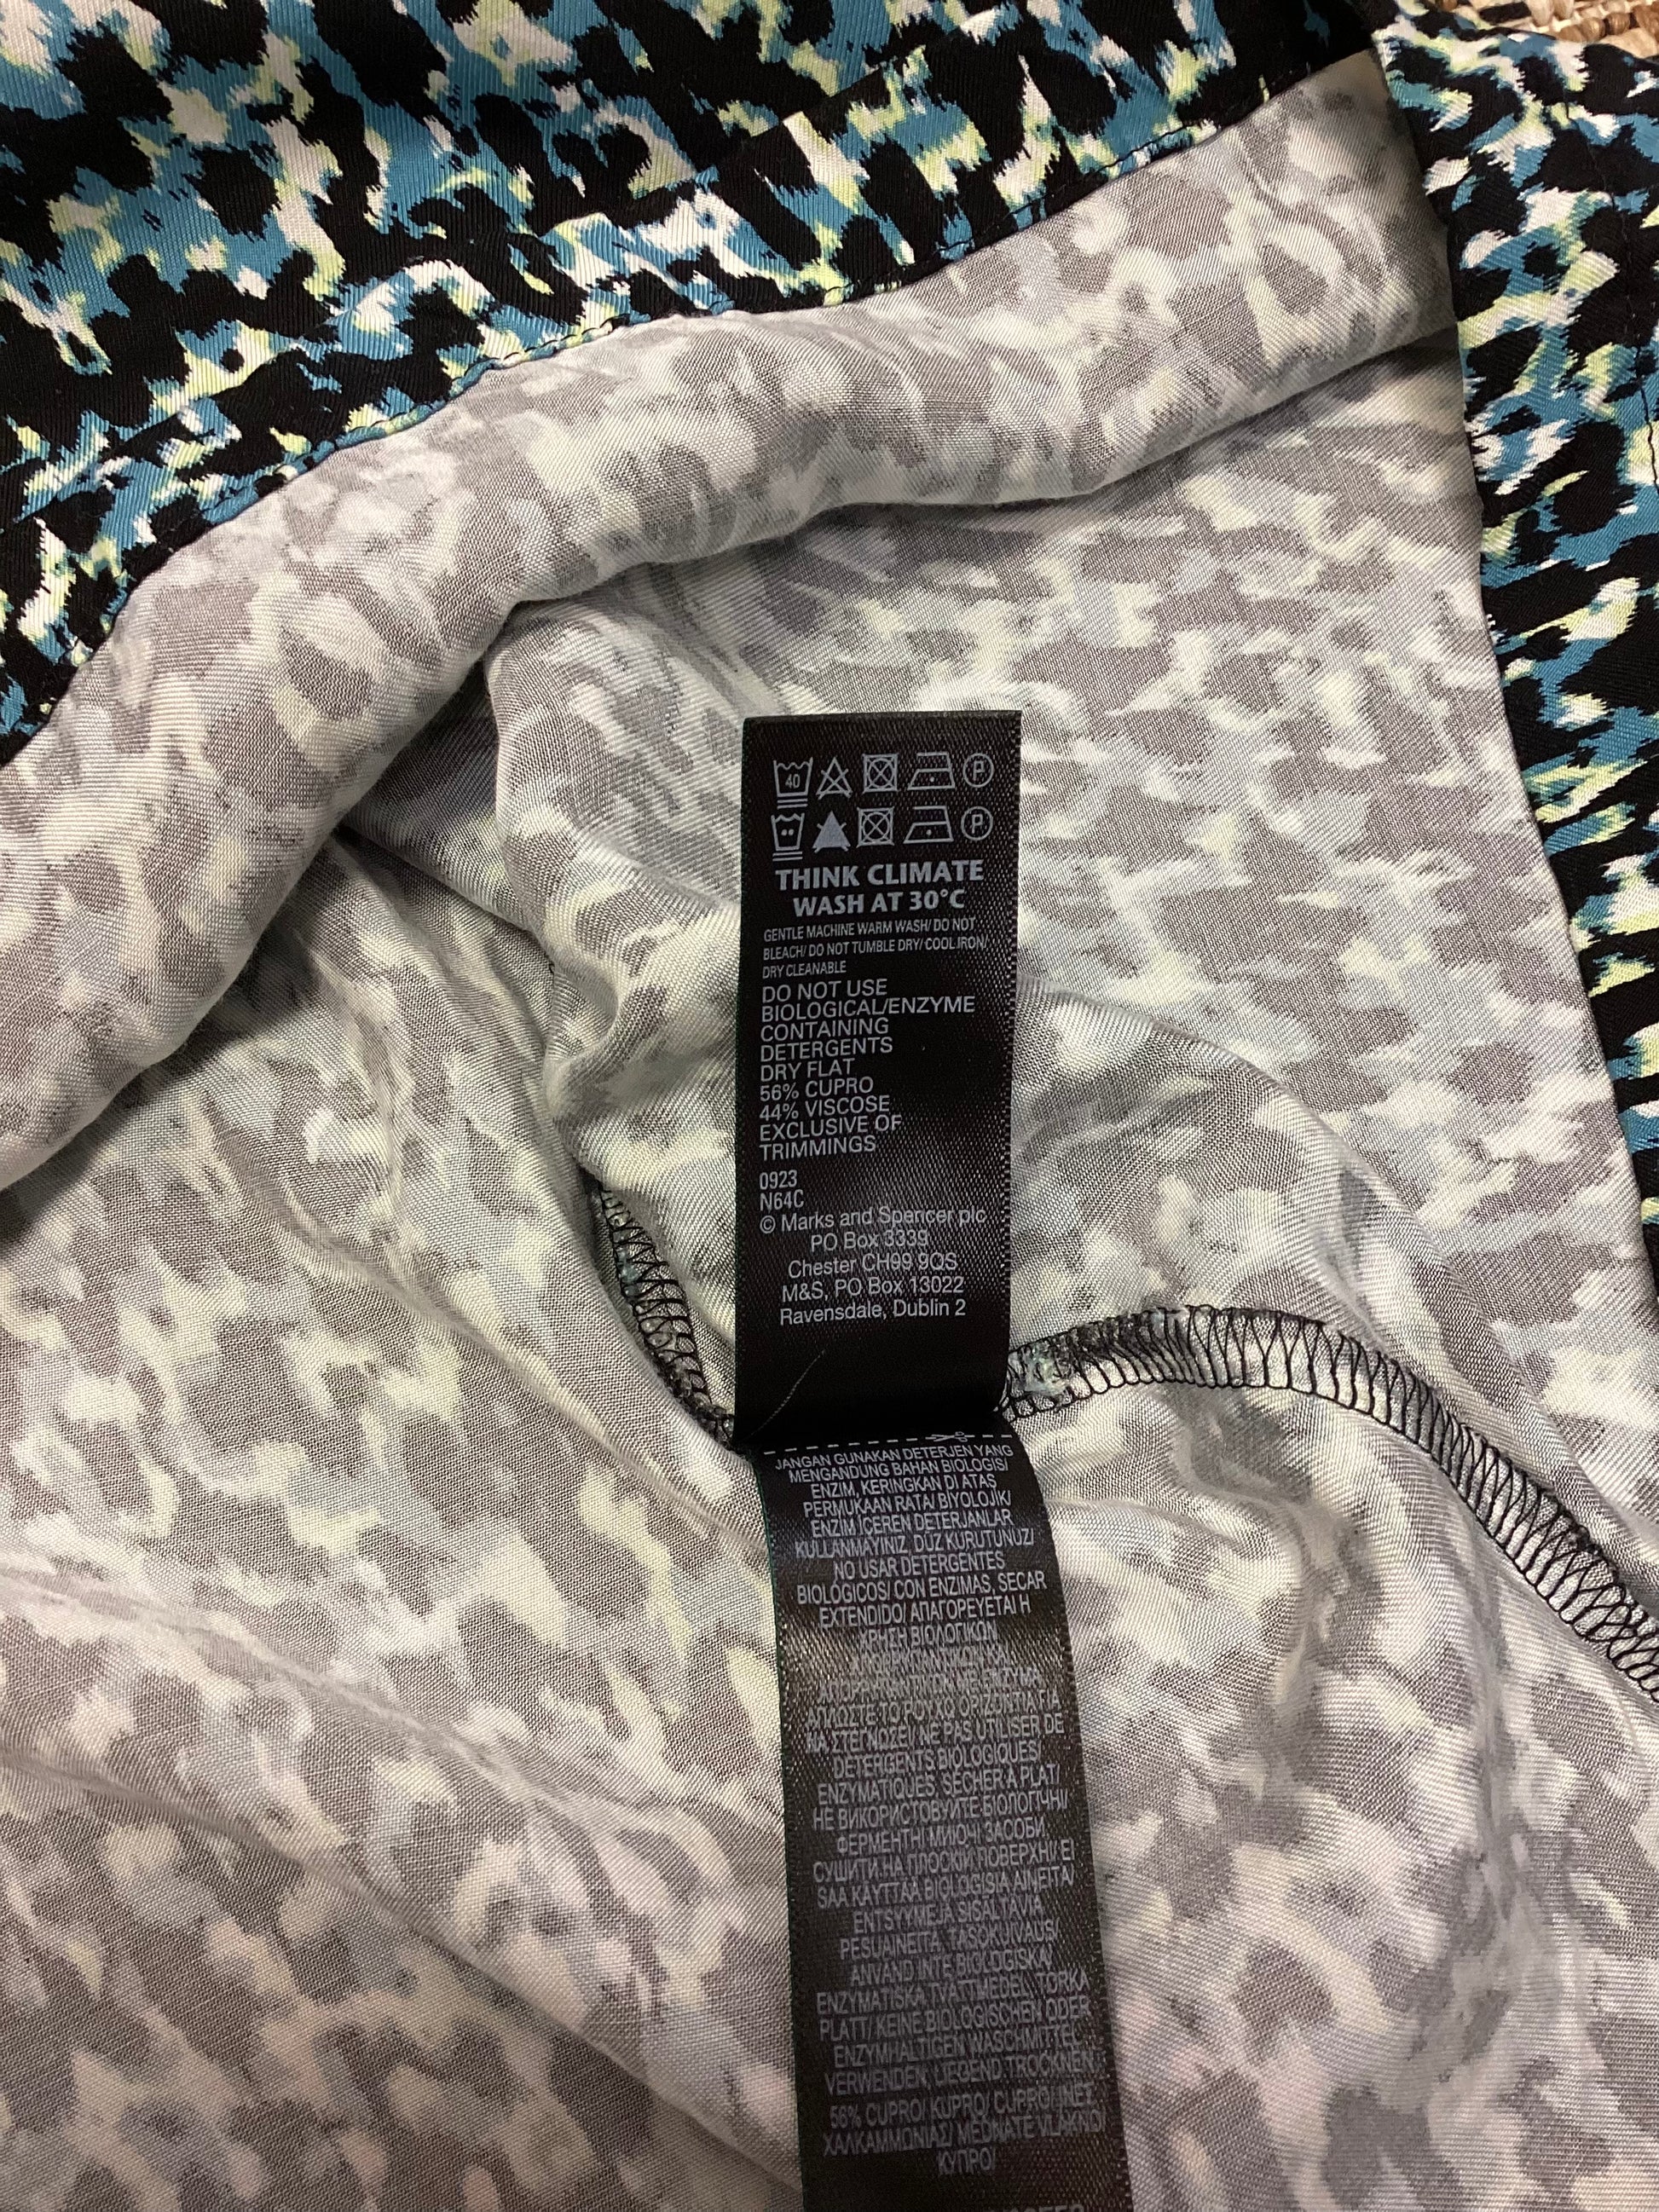 40 P
P
THINK CLIMATE
WASH AT 30°C
GENTLE MACHINE WARM WASH/ DO NOT
BLEACH/ DO NOT TUMBLE DRY/ COOL IRON/
DRY CLEANABLE
DO NOT USE
BIOLOGICAL/ENZYME
CONTAINING
DETERGENTS
DRY FLAT
56% CUPRO
44% VISCOSE
EXCLUSIVE OF
TRIMMINGS
0923
N64C
© Marks and Spencer plc
PO Box 3339
Chester CH99 9QS
M&S, PO Box 13022
Ravensdale, Dublin 2
JANGAN GUNAKAN DETERJEN YANG
MENGANDUNG BAHAN BIOLOGIS/
ENZIM, KERINGKAN DI ATAS
PERMUKAAN RATA/ BİYOLOJİK/
ENZİM İÇEREN DETERJANLAR
KULLANMAYINIZ, DÜZ KURUTUNUZ/
NO USAR DETERGENTES
BIOLÓGICOS/ CON ENZIMAS, SECAR
EXTENDIDO/ ΑΠΑΓΟΡΕΥΕΤΑΙ Η
ΧΡΗΣΗ ΒΙΟΛΟΓΙΚΩΝ
ΑΠΛΩΣΤΕ ΤΟ ΡΟΥΧΟ ΟΡΙΖΟΝΤΙΑ ΓΙΑ
ΝΑ ΣΤΕΓΝΩΣΕΙ/ NE PAS UTILISER DE
DÉTERGENTS BIOLOGIQUES/
ENZYMATIQUES, SÉCHER À PLAT/
НЕ ВИКОРИСТОВУЙТЕ БІОЛОГІЧНІ/
ФЕРМЕНТНІ МИЮЧІ ЗАСОБИ,
СУШИТИ НА ПЛОСКІЙ ПОВЕРХНІ/ EI
SAA KÄYTTÄÄ BIOLOGISIA AINEITA/
ENTSYYMEJÄ SISÄLTÄVIÄ
PESUAINEITA, TASOKUIVAUS/
ANVÄND INTE BIOLOGISKA/
ENZYMATISKA TVÄTTMEDEL, TORKA
PLATT/ KEINE BIOLOGISCHEN ODER
ENZYMHALTIGEN WASCHMITTEL
VERWENDEN, LIEGEND TROCKNEN
56% CUPRO/ KUPRO/ CUPRO/ INET
ΧΑΛΚΑΜΜΩΝΙΑΣ/ MĚĎNATÉ VLÁKNO/
ΚΥΠΡΟ/